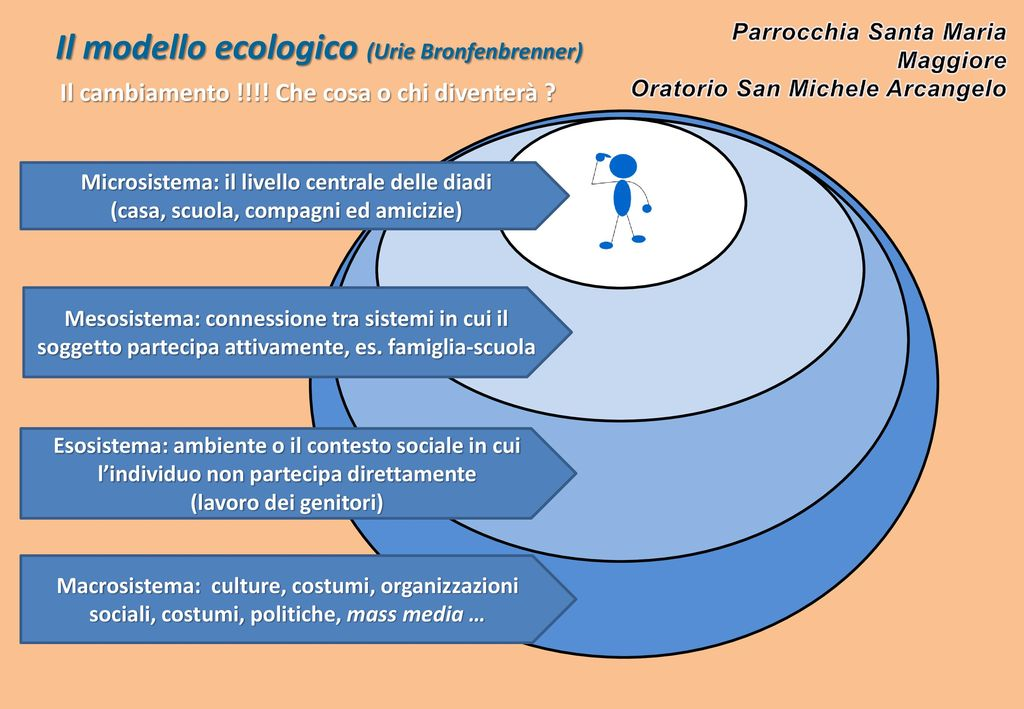 Il modello ecologico (Urie Bronfenbrenner)
Il cambiamento !!!! Che cosa o chi diventerà ?
Parrocchia Santa Maria
Maggiore
Oratorio San Michele Arcangelo
Microsistema: il livello centrale delle diadi
(casa, scuola, compagni ed amicizie)
Mesosistema: connessione tra sistemi in cui il
soggetto partecipa attivamente, es. famiglia-scuola
Esosistema: ambiente o il contesto sociale in cui
l’individuo non partecipa direttamente
(lavoro dei genitori)
Macrosistema:  culture, costumi, organizzazioni
sociali, costumi, politiche, mass media …